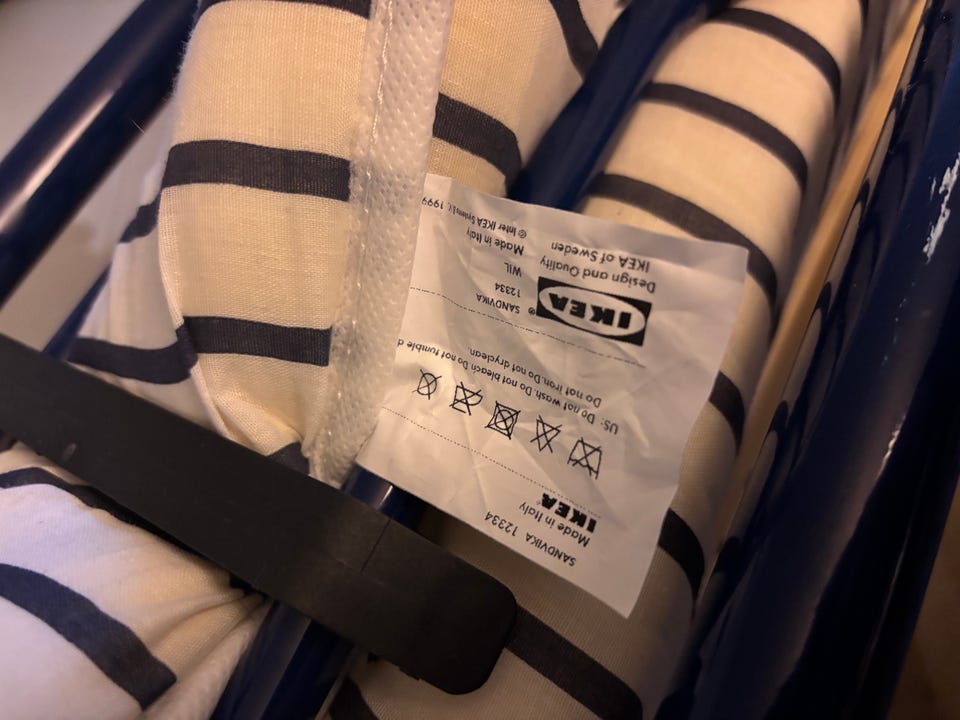 SANDVIKA 12334
Made in Italy
IKEA®
US: Do not wash. Do not bleach Do not tumble d
Do not iron. Do not dryclean.
SANDVIKA
12334
WIL
Made in Italy
© Inter IKEA Systems B.V. 1999
® IKEA
Design and Quality
IKEA of Sweden